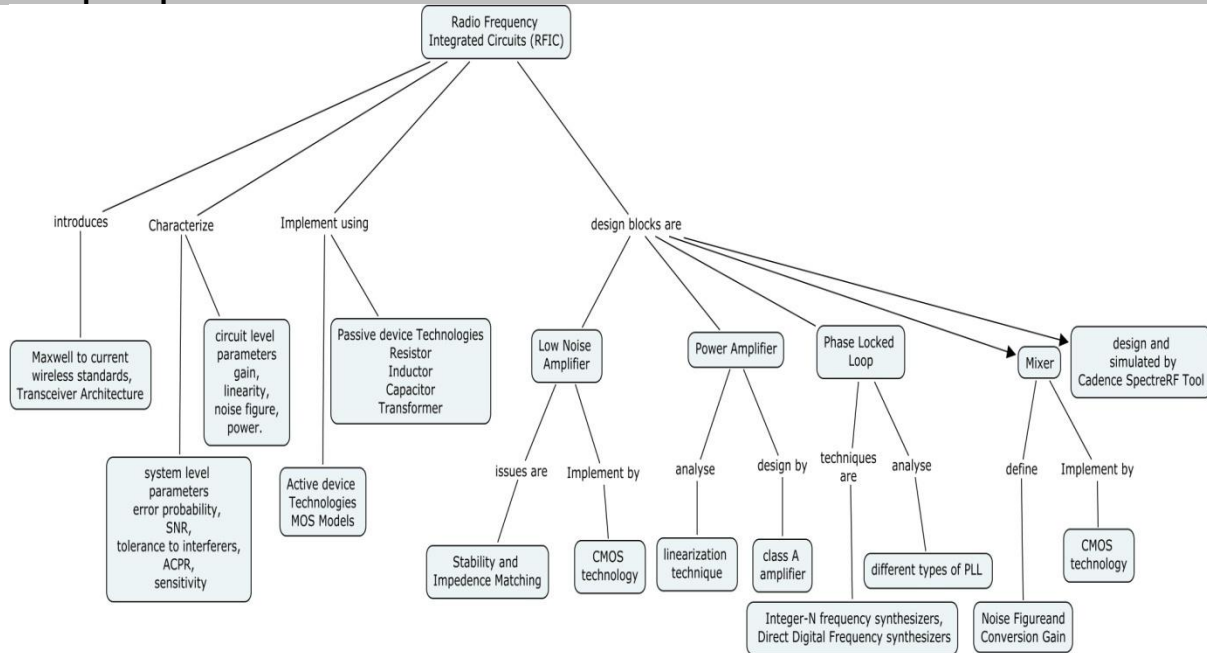 Radio Frequency
Integrated Circuits (RFIC)
introduces
Characterize
Implement using
design blocks are
Maxwell to current
wireless standards,
Transceiver Architecture
circuit level
parameters
gain,
linearity,
noise figure,
power.
Passive device Technologies
Resistor
Inductor
Capacitor
Transformer
Low Noise
Amplifier
Power Amplifier
Phase Locked
Loop
Mixer
design and
simulated by
Cadence SpectreRF Tool
system level
parameters
error probability,
SNR,
tolerance to interferers,
ACPR,
sensitivity
Active device
Technologies
MOS Models
issues are
Implement by
analyse
design by
techniques
are
analyse
define
Implement by
Stability and
Impedence Matching
CMOS
technology
linearization
technique
class A
amplifier
different types of PLL
CMOS
technology
Integer-N frequency synthesizers,
Direct Digital Frequency synthesizers
Noise Figureand
Conversion Gain